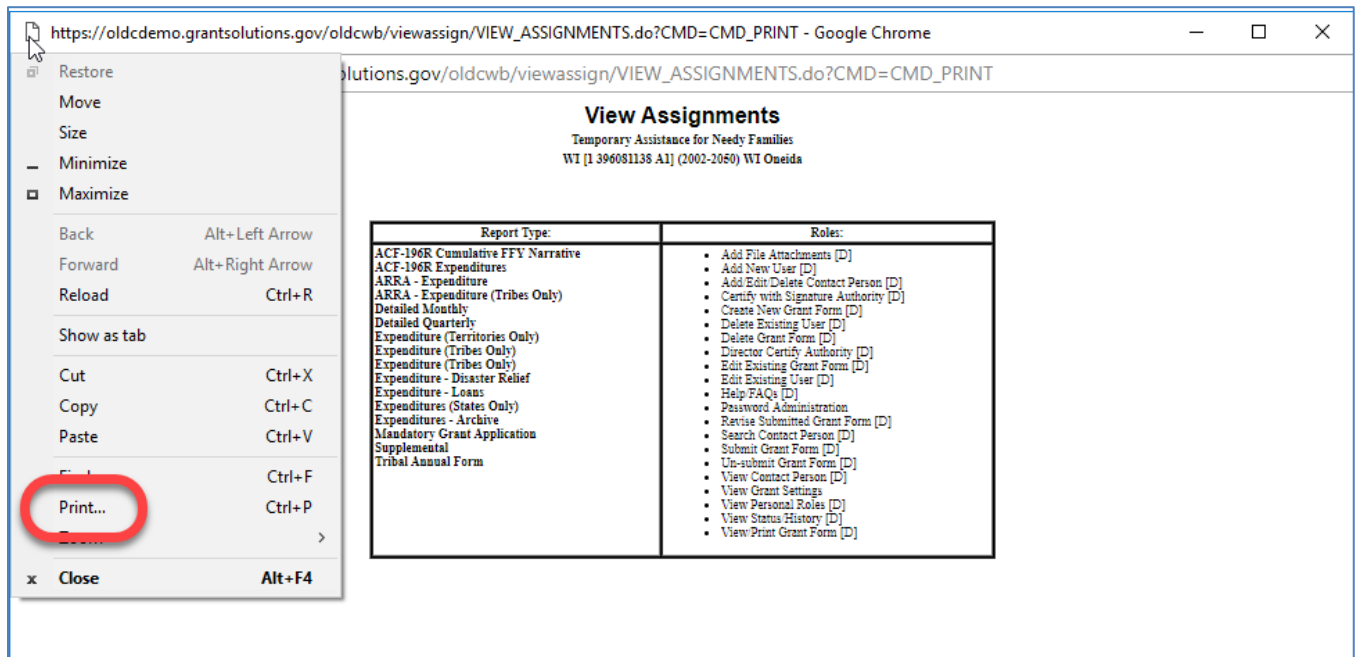 https://oldcdemo.grantsolutions.gov/oldcwb/viewassign/VIEW_ASSIGNMENTS.do?CMD=CMD_PRINT - Google Chrome
lutions.gov/oldcwb/viewassign/VIEW_ASSIGNMENTS.do?CMD=CMD_PRINT
Restore
Move
Size
Minimize
Maximize
Back Alt+Left Arrow
Forward Alt+Right Arrow
Reload Ctrl+R
Show as tab
Cut Ctrl+X
Copy Ctrl+C
Paste Ctrl+V
Ctrl+F
Print... Ctrl+P
x Close Alt+F4
View Assignments
Temporary Assistance for Needy Families
WI [1 396081138 A1] (2002-2050) WI Oneida
Report Type:
ACF-196R Cumulative FFY Narrative
ACF-196R Expenditures
ARRA - Expenditure
ARRA - Expenditure (Tribes Only)
Detailed Monthly
Detailed Quarterly
Expenditure (Territories Only)
Expenditure (Tribes Only)
Expenditure (Tribes Only)
Expenditure - Disaster Relief
Expenditure - Loans
Expenditures (States Only)
Expenditures - Archive
Mandatory Grant Application
Supplemental
Tribal Annual Form
Roles:
• Add File Attachments [D]
• Add New User [D]
• Add/Edit/Delete Contact Person [D]
• Certify with Signature Authority [D]
• Create New Grant Form [D]
• Delete Existing User [D]
• Delete Grant Form [D]
• Director Certify Authority [D]
• Edit Existing Grant Form [D]
• Edit Existing User [D]
• Help/FAQs [D]
• Password Administration
• Revise Submitted Grant Form [D]
• Search Contact Person [D]
• Submit Grant Form [D]
• Un-submit Grant Form [D]
• View Contact Person [D]
• View Grant Settings
• View Personal Roles [D]
• View Status/History [D]
• View/Print Grant Form [D]